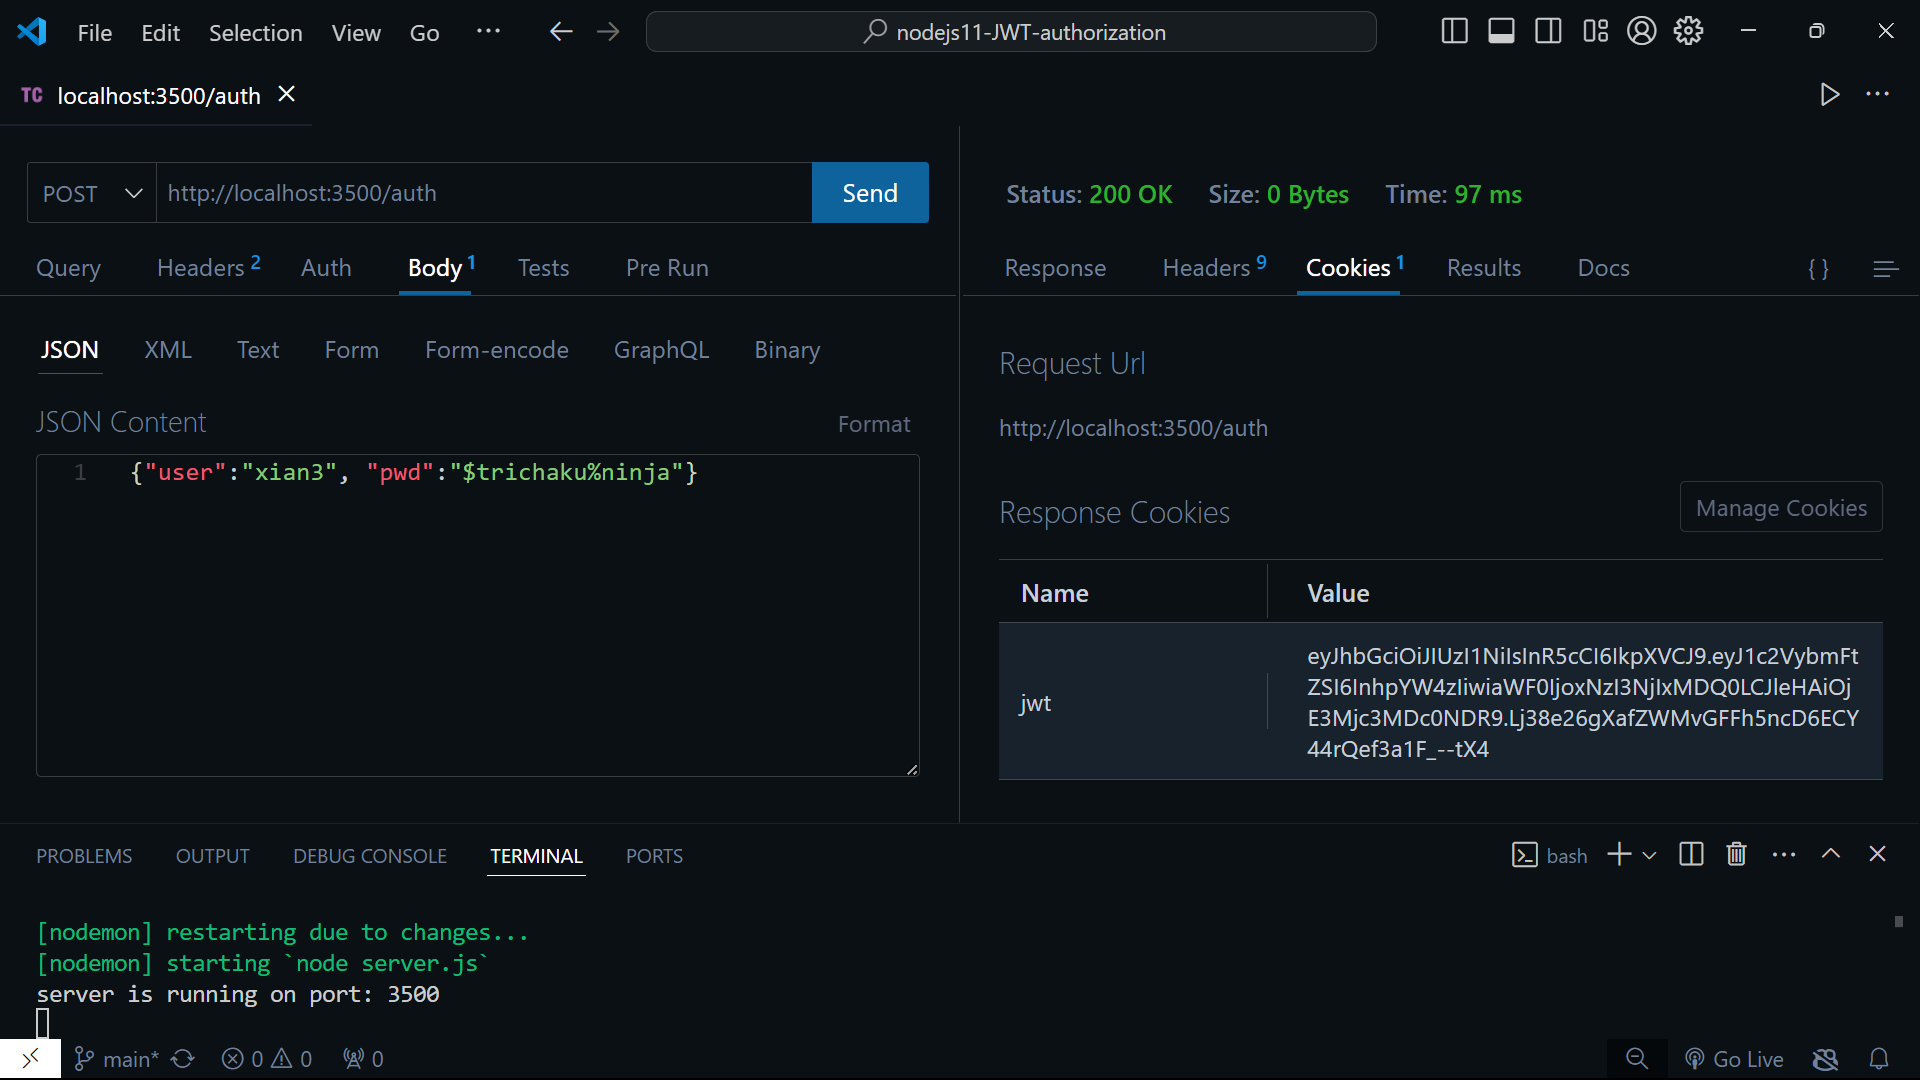 File Edit Selection View Go ···
nodejs11-JWT-authorization
TC localhost:3500/auth
POST http://localhost:3500/auth Send
Query Headers 2 Auth Body 1 Tests Pre Run
JSON XML Text Form Form-encode GraphQL Binary
JSON Content Format
1 {"user":"xian3", "pwd":"$trichaku%ninja"}
Status: 200 OK Size: 0 Bytes Time: 97 ms
Response Headers 9 Cookies 1 Results Docs { }
Request Url
http://localhost:3500/auth
Response Cookies Manage Cookies
Name Value
jwt
eyJhbGciOiJIUzI1NiIsInR5cCI6IkpXVCJ9.eyJ1c2VybmFt
ZSI6InhpYW4zIiwiaWF0IjoxNzI3NjIxMDQ0LCJleHAiOj
E3Mjc3MDc0NDR9.Lj38e26gXafZWMvGFFh5ncD6ECY
44rQef3a1F_--tX4
PROBLEMS OUTPUT DEBUG CONSOLE TERMINAL PORTS bash
[nodemon] restarting due to changes...
[nodemon] starting `node server.js`
server is running on port: 3500
main* 0 0 0 Go Live